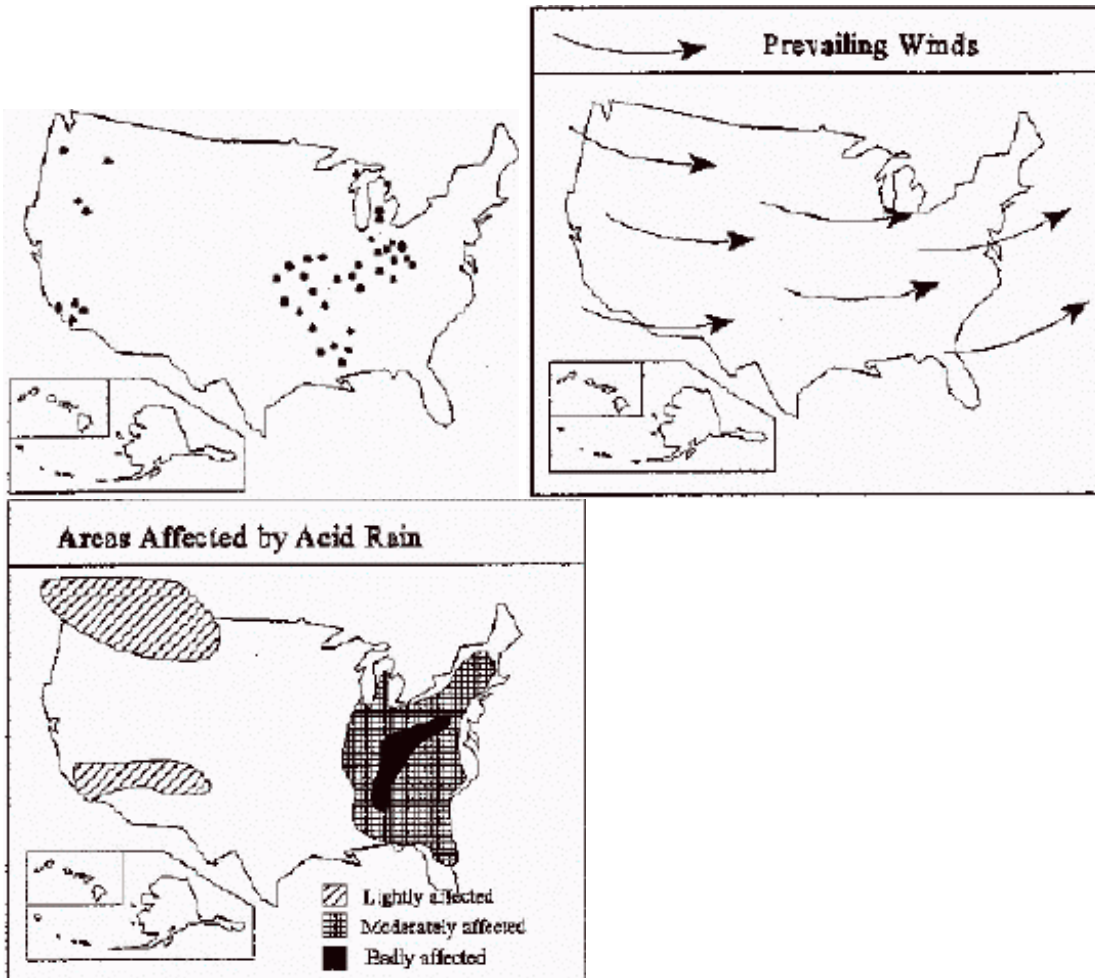 Prevailing Winds
Areas Affected by Acid Rain
Lightly affected
Moderately affected
Badly affected